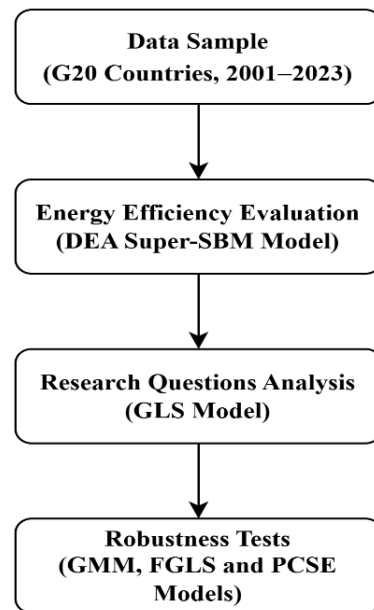 Data Sample
(G20 Countries, 2001–2023)
Energy Efficiency Evaluation
(DEA Super-SBM Model)
Research Questions Analysis
(GLS Model)
Robustness Tests
(GMM, FGLS and PCSE
Models)